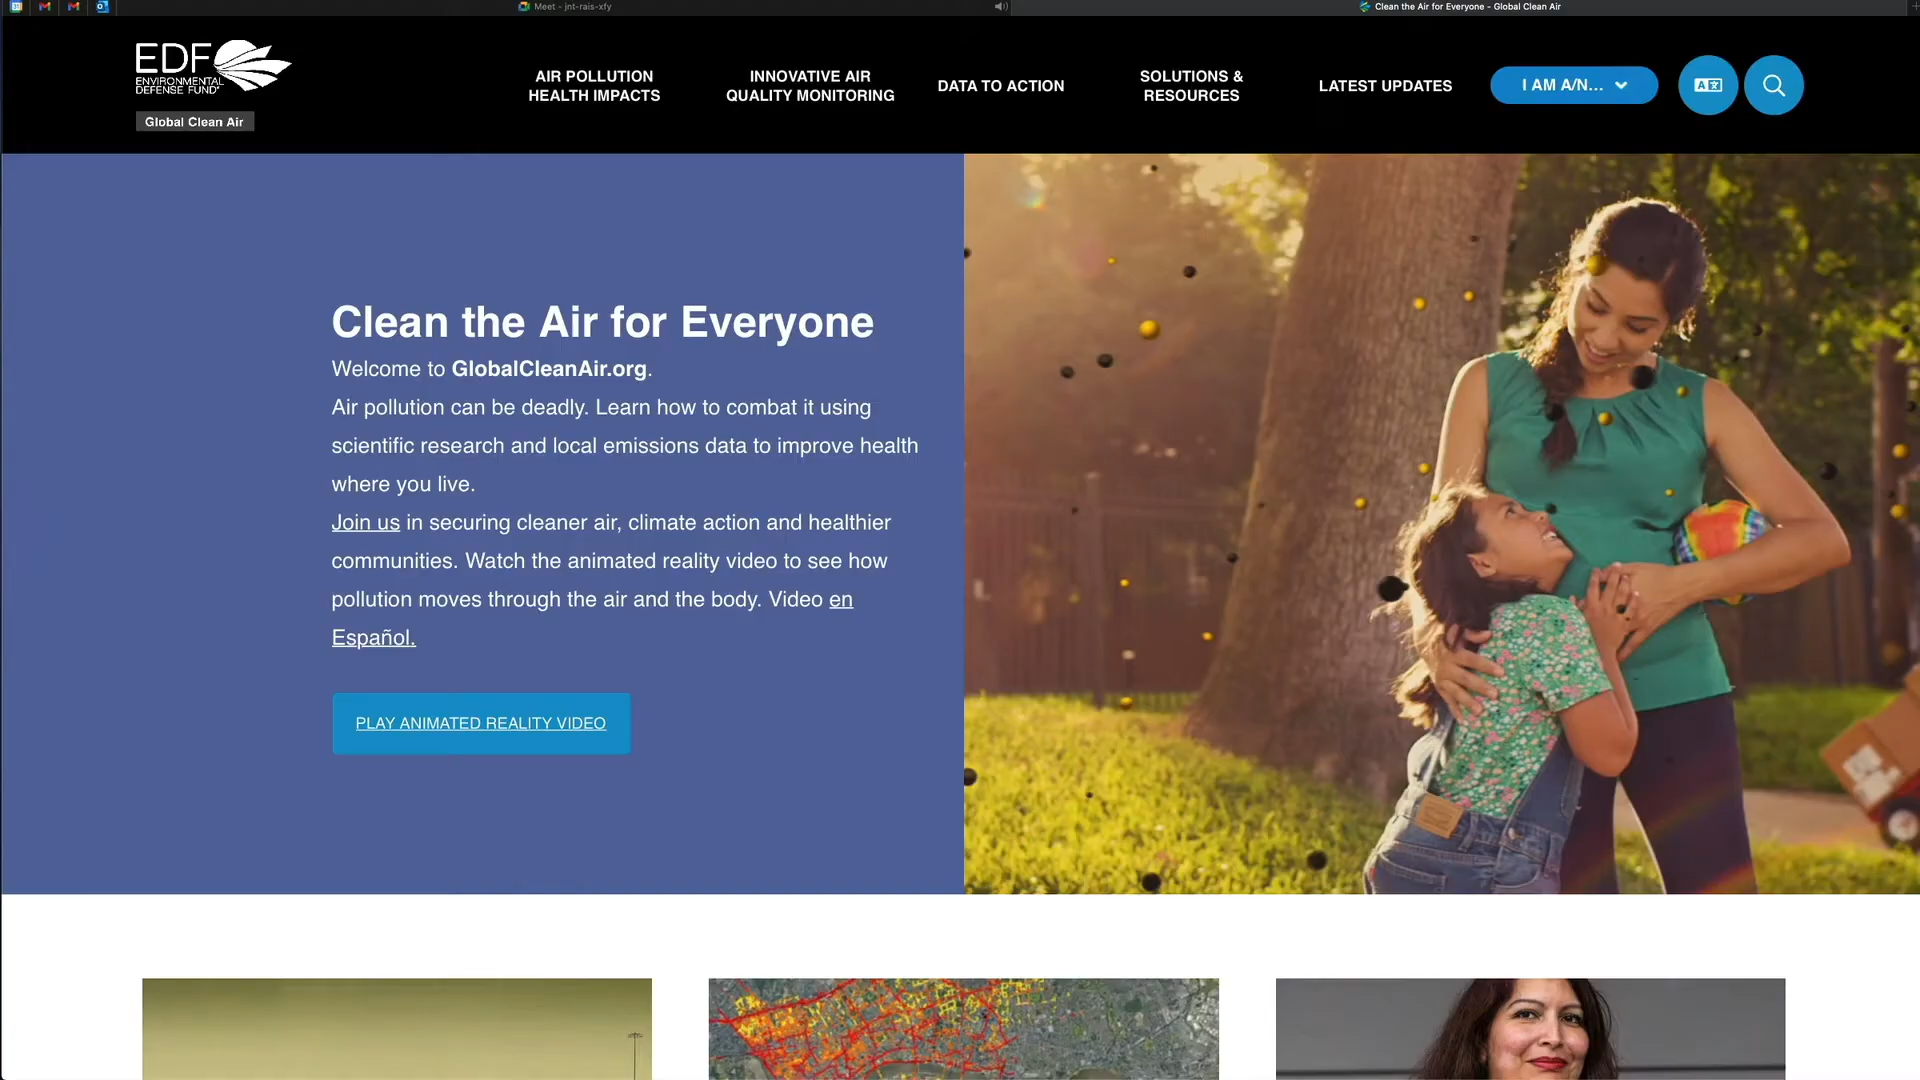 Meet - jnt-rais-xfy
Clean the Air for Everyone - Global Clean Air
EDF
ENVIRONMENTAL
DEFENSE FUND
Global Clean Air
AIR POLLUTION
HEALTH IMPACTS
INNOVATIVE AIR
QUALITY MONITORING
DATA TO ACTION
SOLUTIONS &
RESOURCES
LATEST UPDATES
I AM A/N...
Clean the Air for Everyone
Welcome to GlobalCleanAir.org.
Air pollution can be deadly. Learn how to combat it using
scientific research and local emissions data to improve health
where you live.
Join us in securing cleaner air, climate action and healthier
communities. Watch the animated reality video to see how
pollution moves through the air and the body. Video en
Español.
PLAY ANIMATED REALITY VIDEO